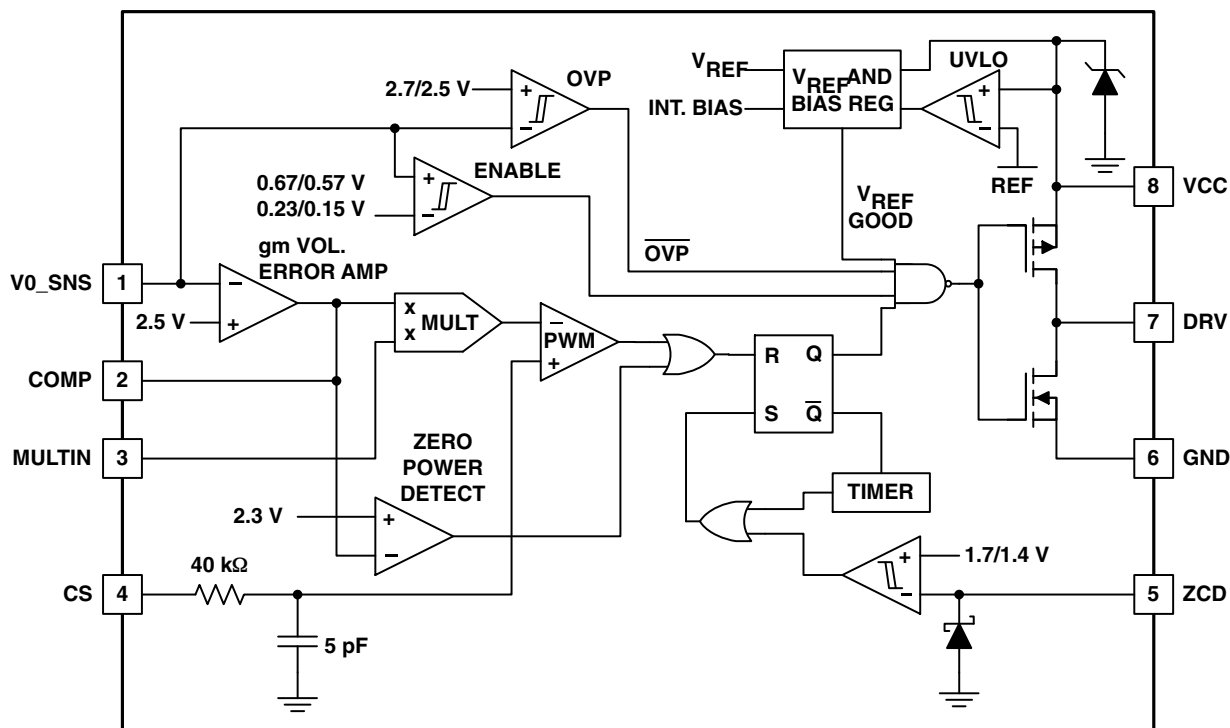 OVP
2.7/2.5 V
+
−
ENABLE
0.67/0.57 V
0.23/0.15 V
+
−
VREF
INT. BIAS
VREF AND
BIAS REG
UVLO
+
−
REF
8
VCC
VREF
GOOD
OVP
gm VOL.
ERROR AMP
V0_SNS
1
−
2.5 V
+
x
x
MULT
−
PWM
+
7
DRV
COMP
2
R
Q
S
Q
MULTIN
3
ZERO
POWER
DETECT
6
GND
TIMER
2.3 V
+
−
+
1.7/1.4 V
−
CS
4
40 kΩ
5
ZCD
5 pF